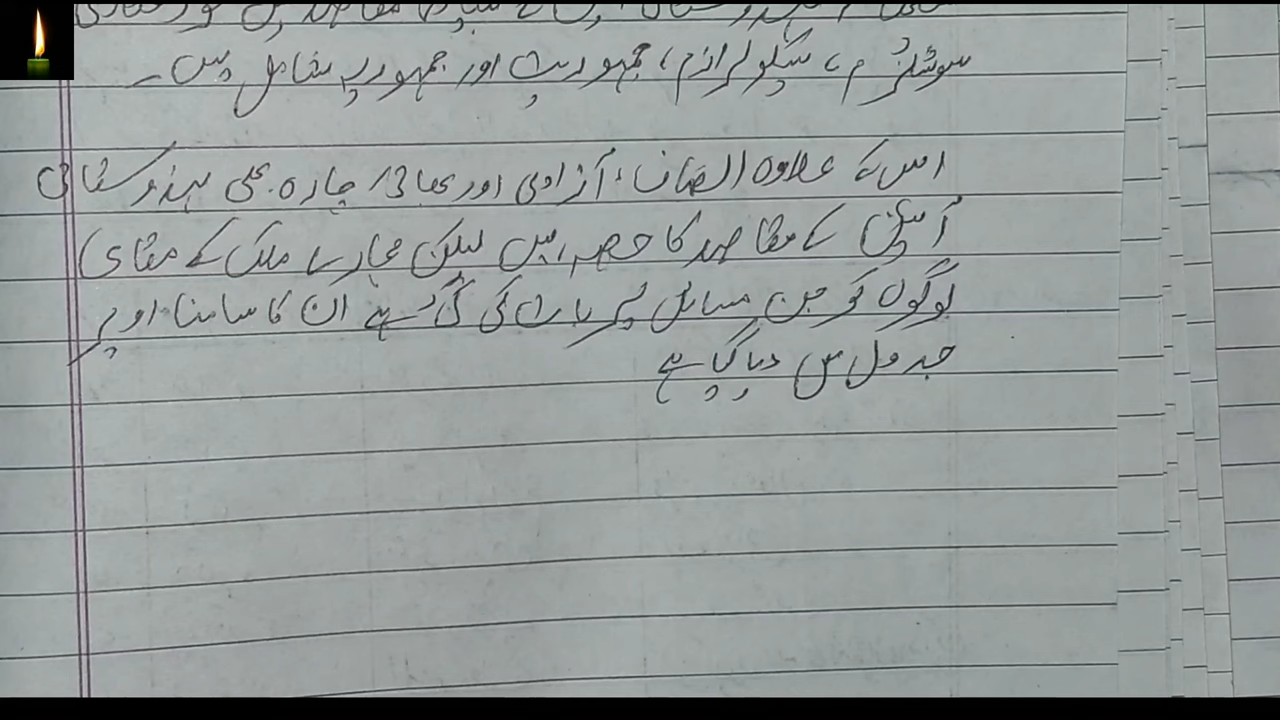 سوشلزم، سیکولرازم، جمہوریت اور جمہوریہ شامل ہیں۔
اس کے علاوہ انصاف، آزادی اور بھائی چارہ بھی ہندوستانی
آئین کے مقاصد کا حصہ ہیں لیکن ہمارے ملک کے مقامی
لوگوں کو جن مسائل پر بات کی گئی ہے ان کا سامنا اوپر
جدول میں دیا گیا ہے